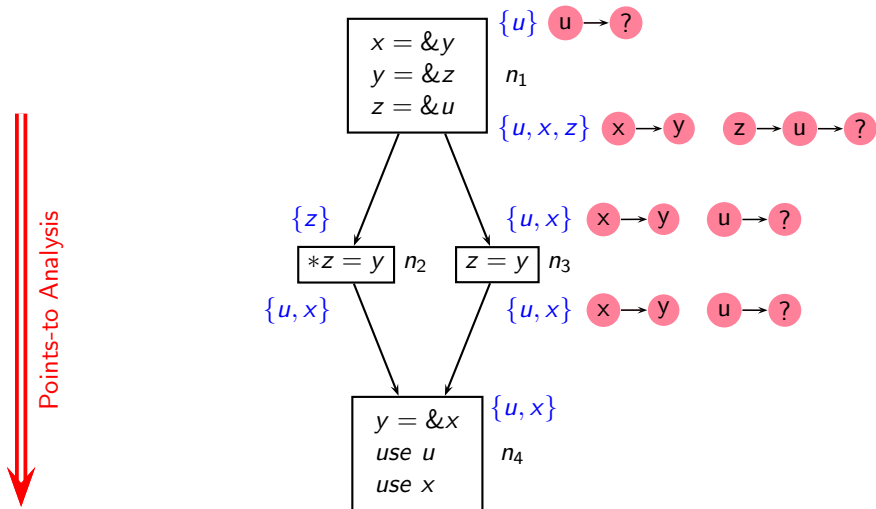 {u} u ?
x = &y
y = &z n₁
z = &u
{u, x, z} x y z u ?
{z} {u, x} x y u ?
*z = y n₂ z = y n₃
{u, x} {u, x} x y u ?
Points-to Analysis
{u, x}
y = &x
use u n₄
use x